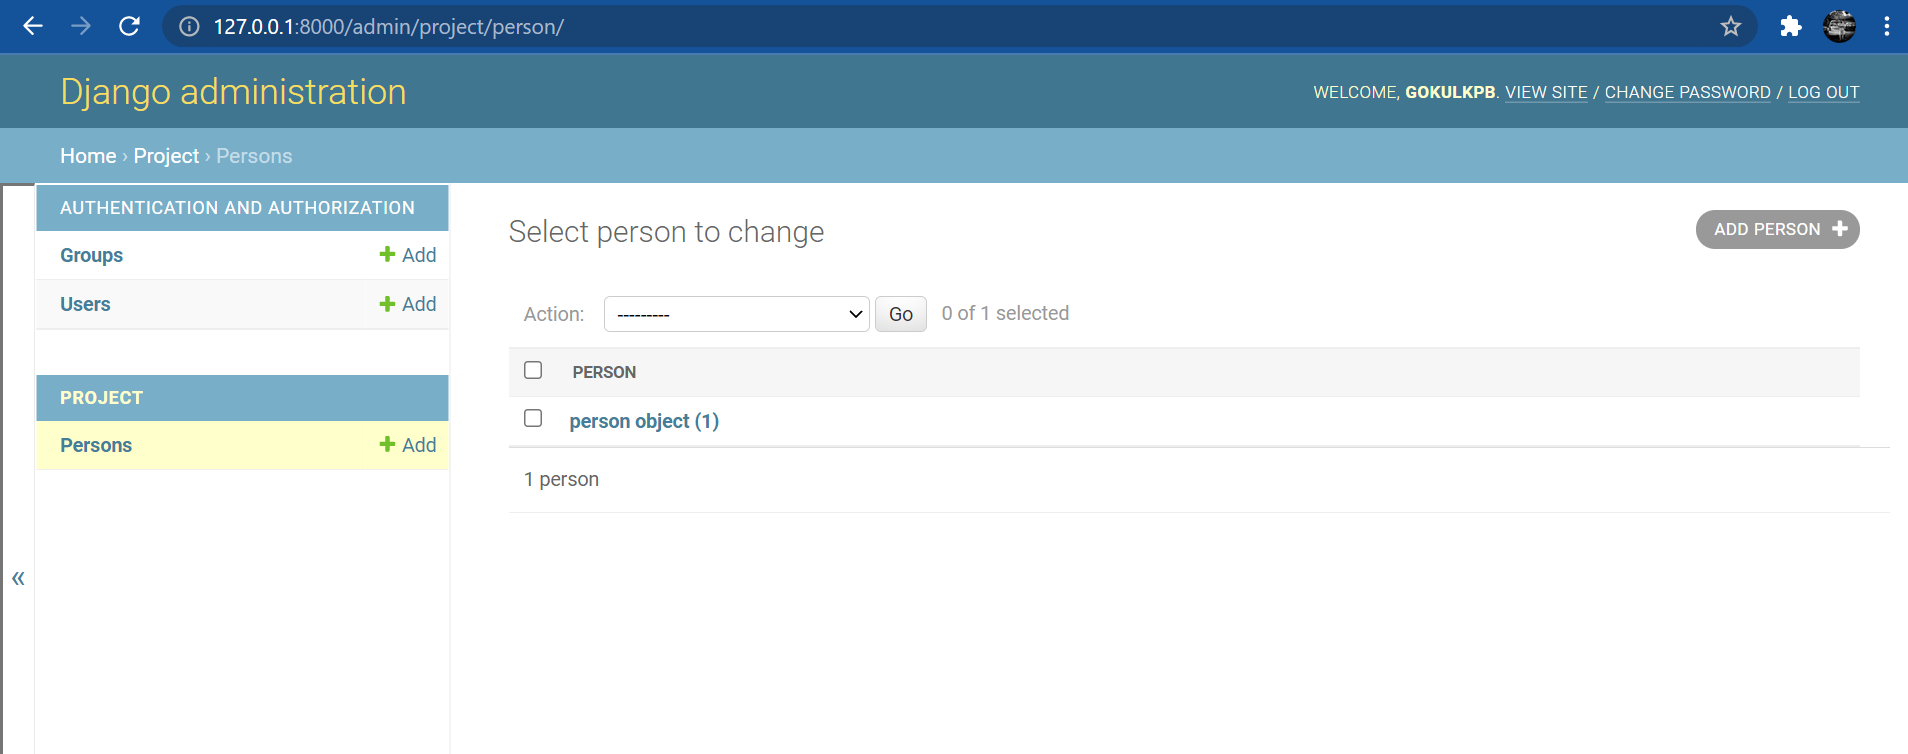 127.0.0.1:8000/admin/project/person/
Django administration
WELCOME, GOKULKPB. VIEW SITE / CHANGE PASSWORD / LOG OUT
Home › Project › Persons
AUTHENTICATION AND AUTHORIZATION
Groups
+ Add
Users
+ Add
PROJECT
Persons
+ Add
«
Select person to change
ADD PERSON +
Action: --------- Go 0 of 1 selected
PERSON
person object (1)
1 person